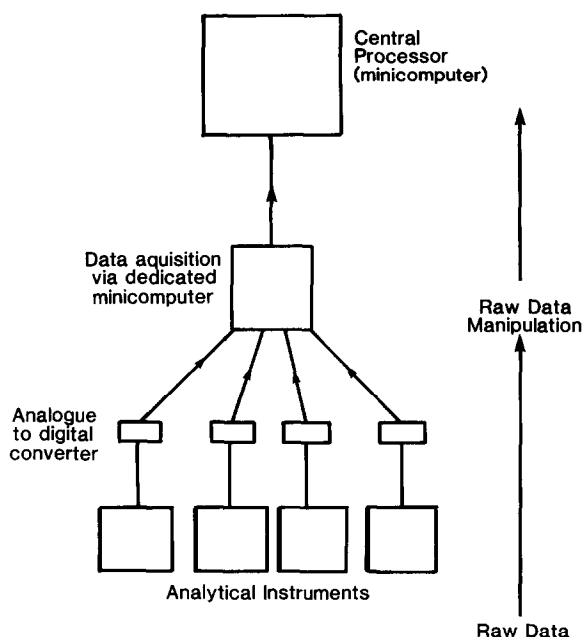 Central
Processor
(minicomputer)
Data aquisition
via dedicated
minicomputer
Raw Data
Manipulation
Analogue
to digital
converter
Analytical Instruments
Raw Data